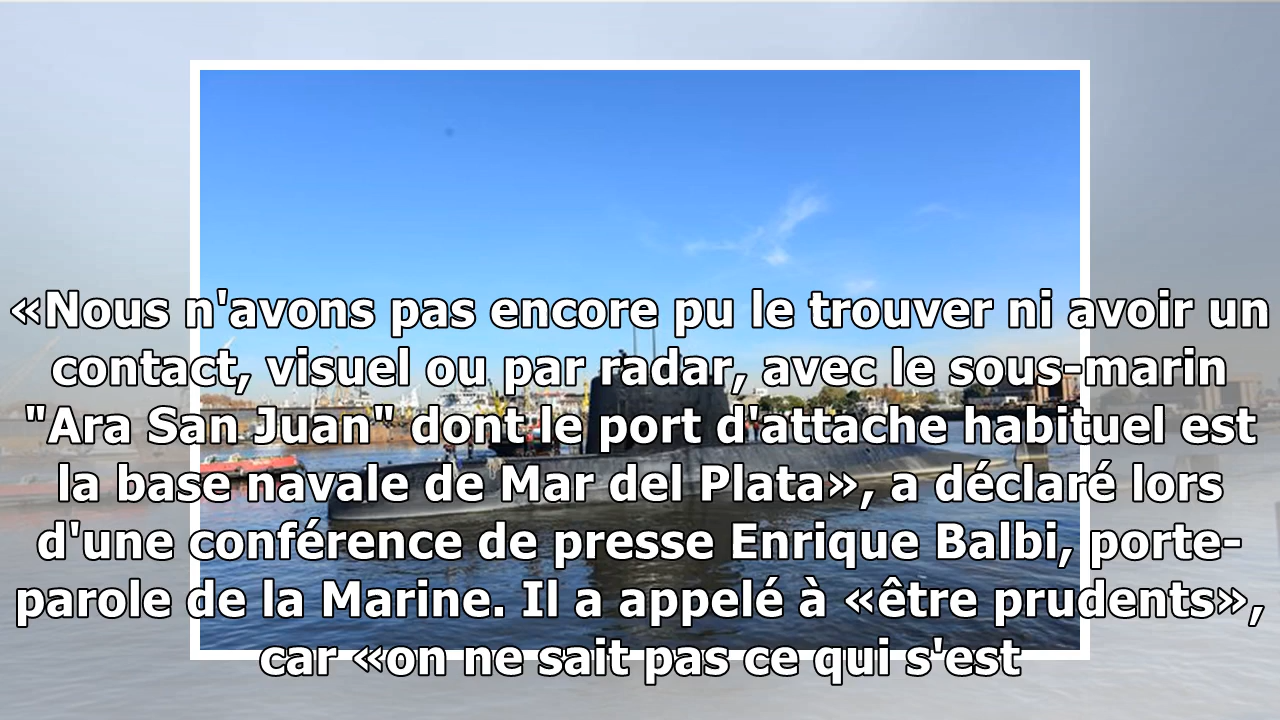 «Nous n'avons pas encore pu le trouver ni avoir un
contact, visuel ou par radar, avec le sous-marin
"Ara San Juan" dont le port d'attache habituel est
la base navale de Mar del Plata», a déclaré lors
d'une conférence de presse Enrique Balbi, porte-
parole de la Marine. Il a appelé à «être prudents»,
car «on ne sait pas ce qui s'est